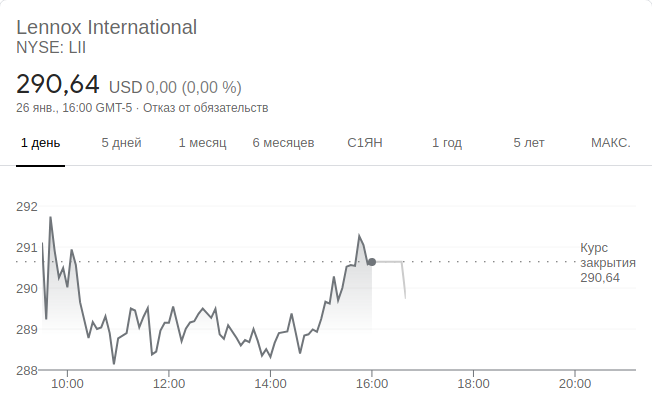 Lennox International
NYSE: LII
290,64 USD 0,00 (0,00 %)
26 янв., 16:00 GMT-5 · Отказ от обязательств
1 день 5 дней 1 месяц 6 месяцев С1ЯН 1 год 5 лет МАКС.
292
291
290
289
288
Курс
закрытия
290,64
10:00 12:00 14:00 16:00 18:00 20:00